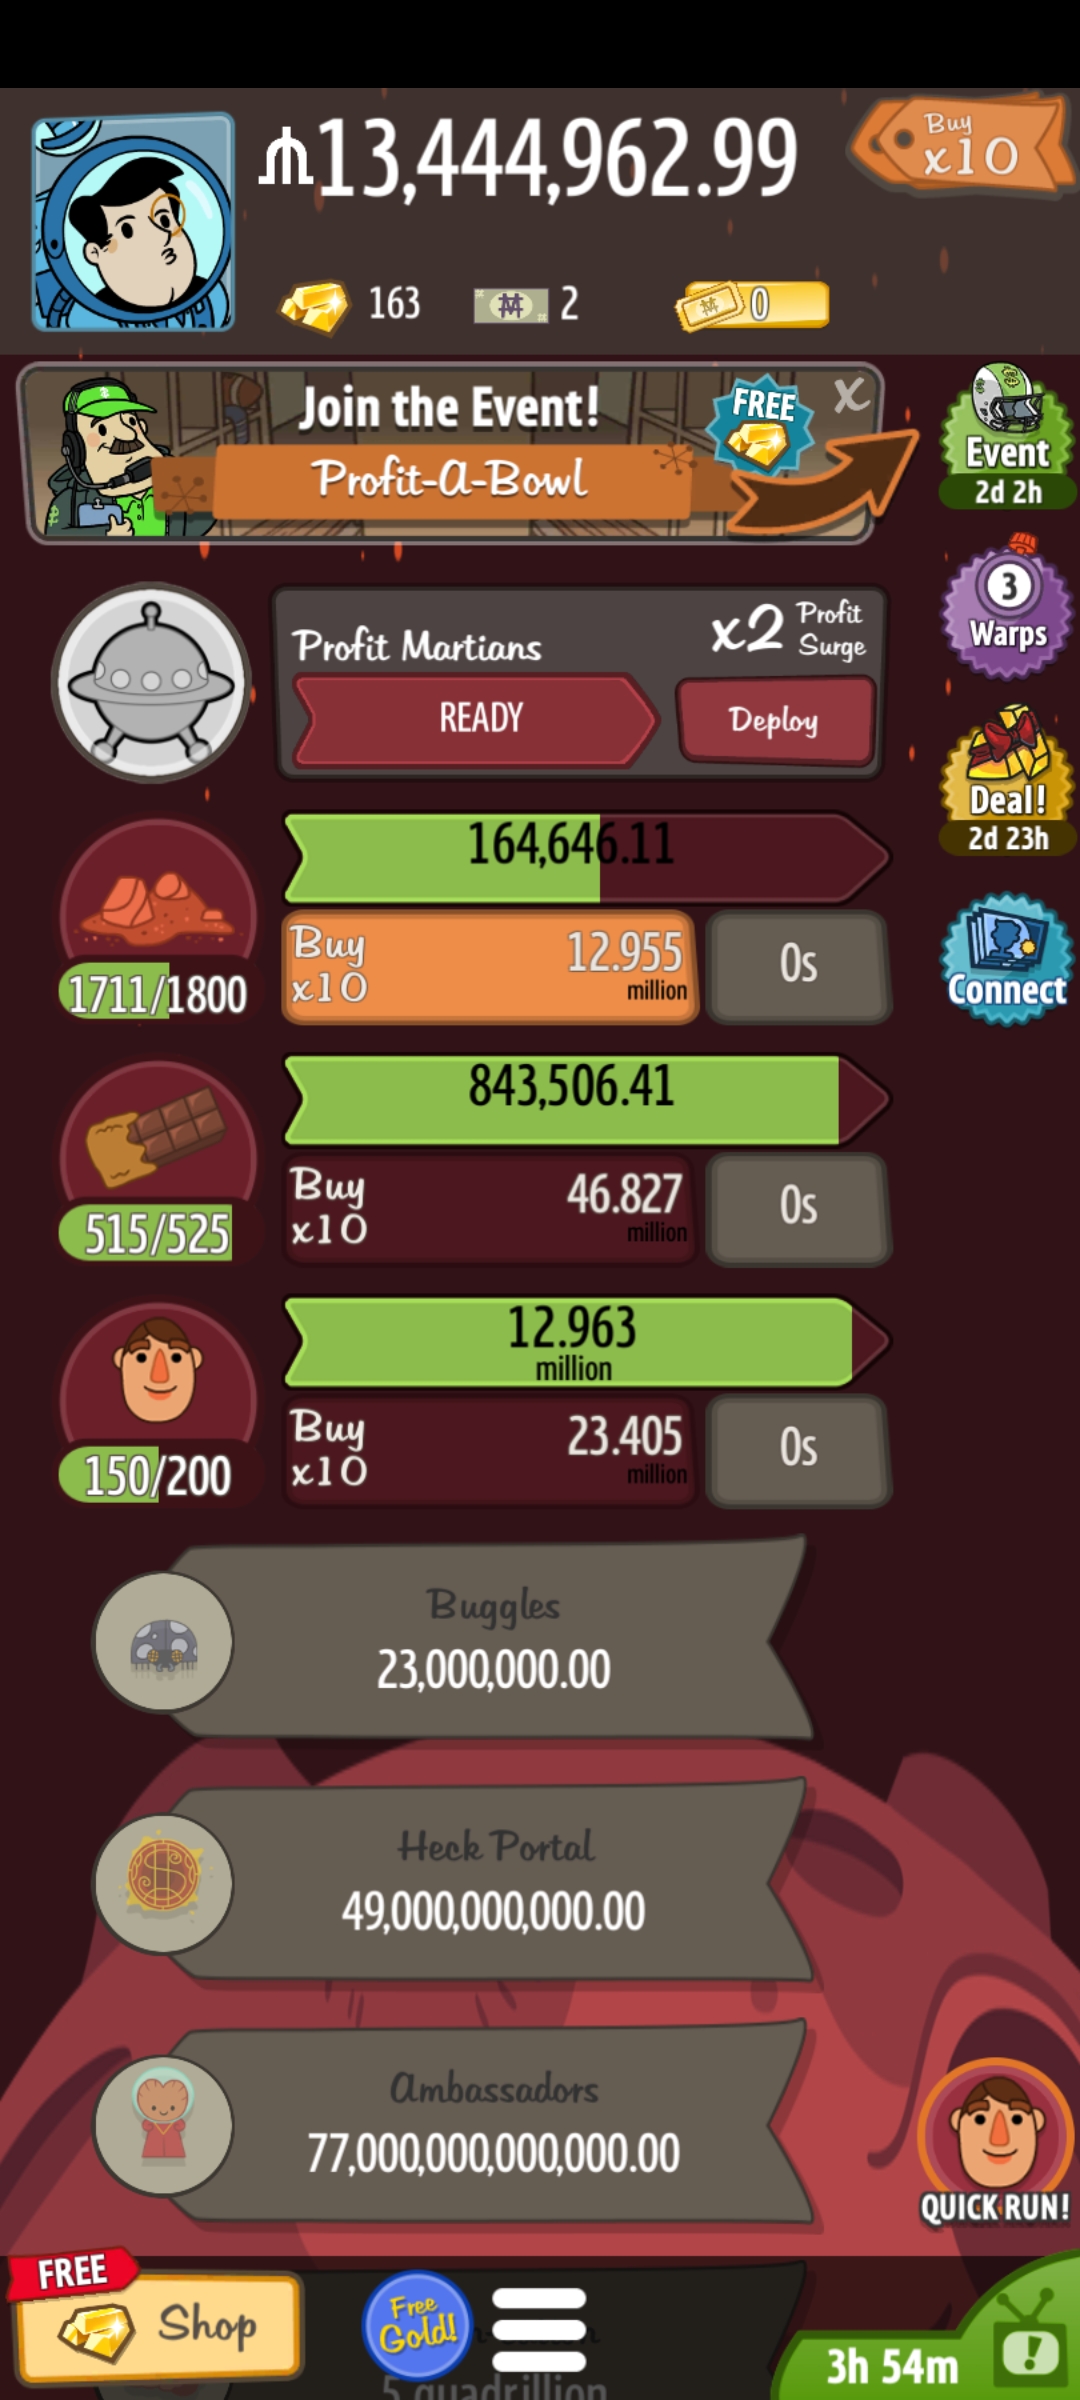 ₼13,444,962.99
Buy
x10
163
2
0
Join the Event!
Profit-A-Bowl
FREE
X
Event
2d 2h
3
Warps
Deal!
2d 23h
Connect
Profit Martians
x2 Profit
Surge
READY
Deploy
164,646.11
1711/1800
Buy
x10
12.955
million
0s
843,506.41
515/525
Buy
x10
46.827
million
0s
12.963
million
150/200
Buy
x10
23.405
million
0s
Buggles
23,000,000.00
Heck Portal
49,000,000,000.00
Ambassadors
77,000,000,000,000.00
QUICK RUN!
FREE
Shop
Free
Gold!
5 quadrillion
3h 54m
!